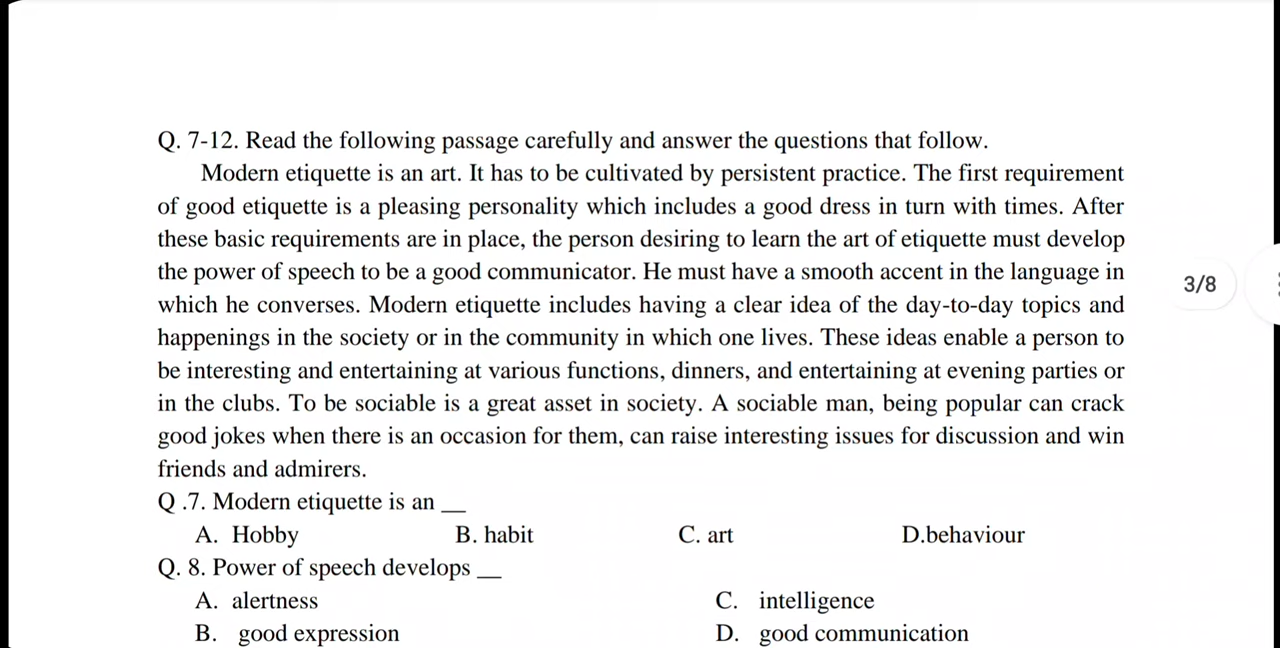 Q. 7-12. Read the following passage carefully and answer the questions that follow.
Modern etiquette is an art. It has to be cultivated by persistent practice. The first requirement
of good etiquette is a pleasing personality which includes a good dress in turn with times. After
these basic requirements are in place, the person desiring to learn the art of etiquette must develop
the power of speech to be a good communicator. He must have a smooth accent in the language in
which he converses. Modern etiquette includes having a clear idea of the day-to-day topics and
happenings in the society or in the community in which one lives. These ideas enable a person to
be interesting and entertaining at various functions, dinners, and entertaining at evening parties or
in the clubs. To be sociable is a great asset in society. A sociable man, being popular can crack
good jokes when there is an occasion for them, can raise interesting issues for discussion and win
friends and admirers.
Q .7. Modern etiquette is an __
A. Hobby B. habit C. art D.behaviour
Q. 8. Power of speech develops __
A. alertness C. intelligence
B. good expression D. good communication
3/8